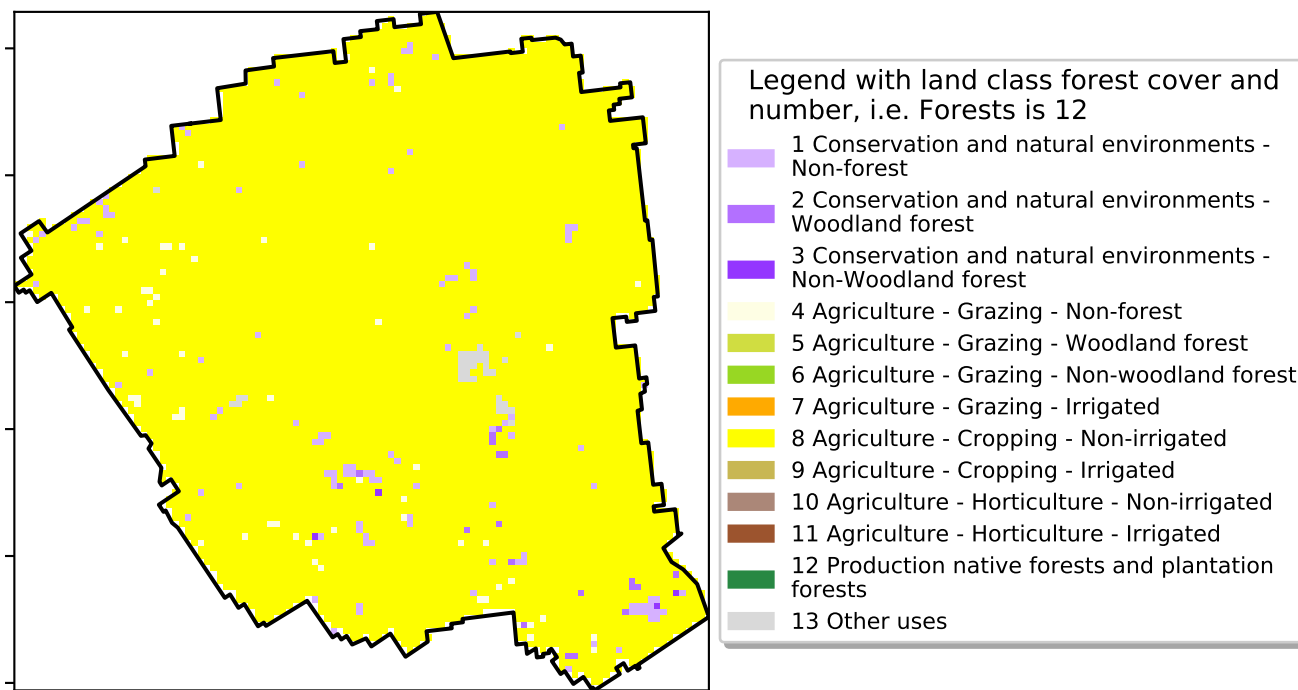 Legend with land class forest cover and
number, i.e. Forests is 12
1 Conservation and natural environments -
Non-forest
2 Conservation and natural environments -
Woodland forest
3 Conservation and natural environments -
Non-Woodland forest
4 Agriculture - Grazing - Non-forest
5 Agriculture - Grazing - Woodland forest
6 Agriculture - Grazing - Non-woodland forest
7 Agriculture - Grazing - Irrigated
8 Agriculture - Cropping - Non-irrigated
9 Agriculture - Cropping - Irrigated
10 Agriculture - Horticulture - Non-irrigated
11 Agriculture - Horticulture - Irrigated
12 Production native forests and plantation
forests
13 Other uses